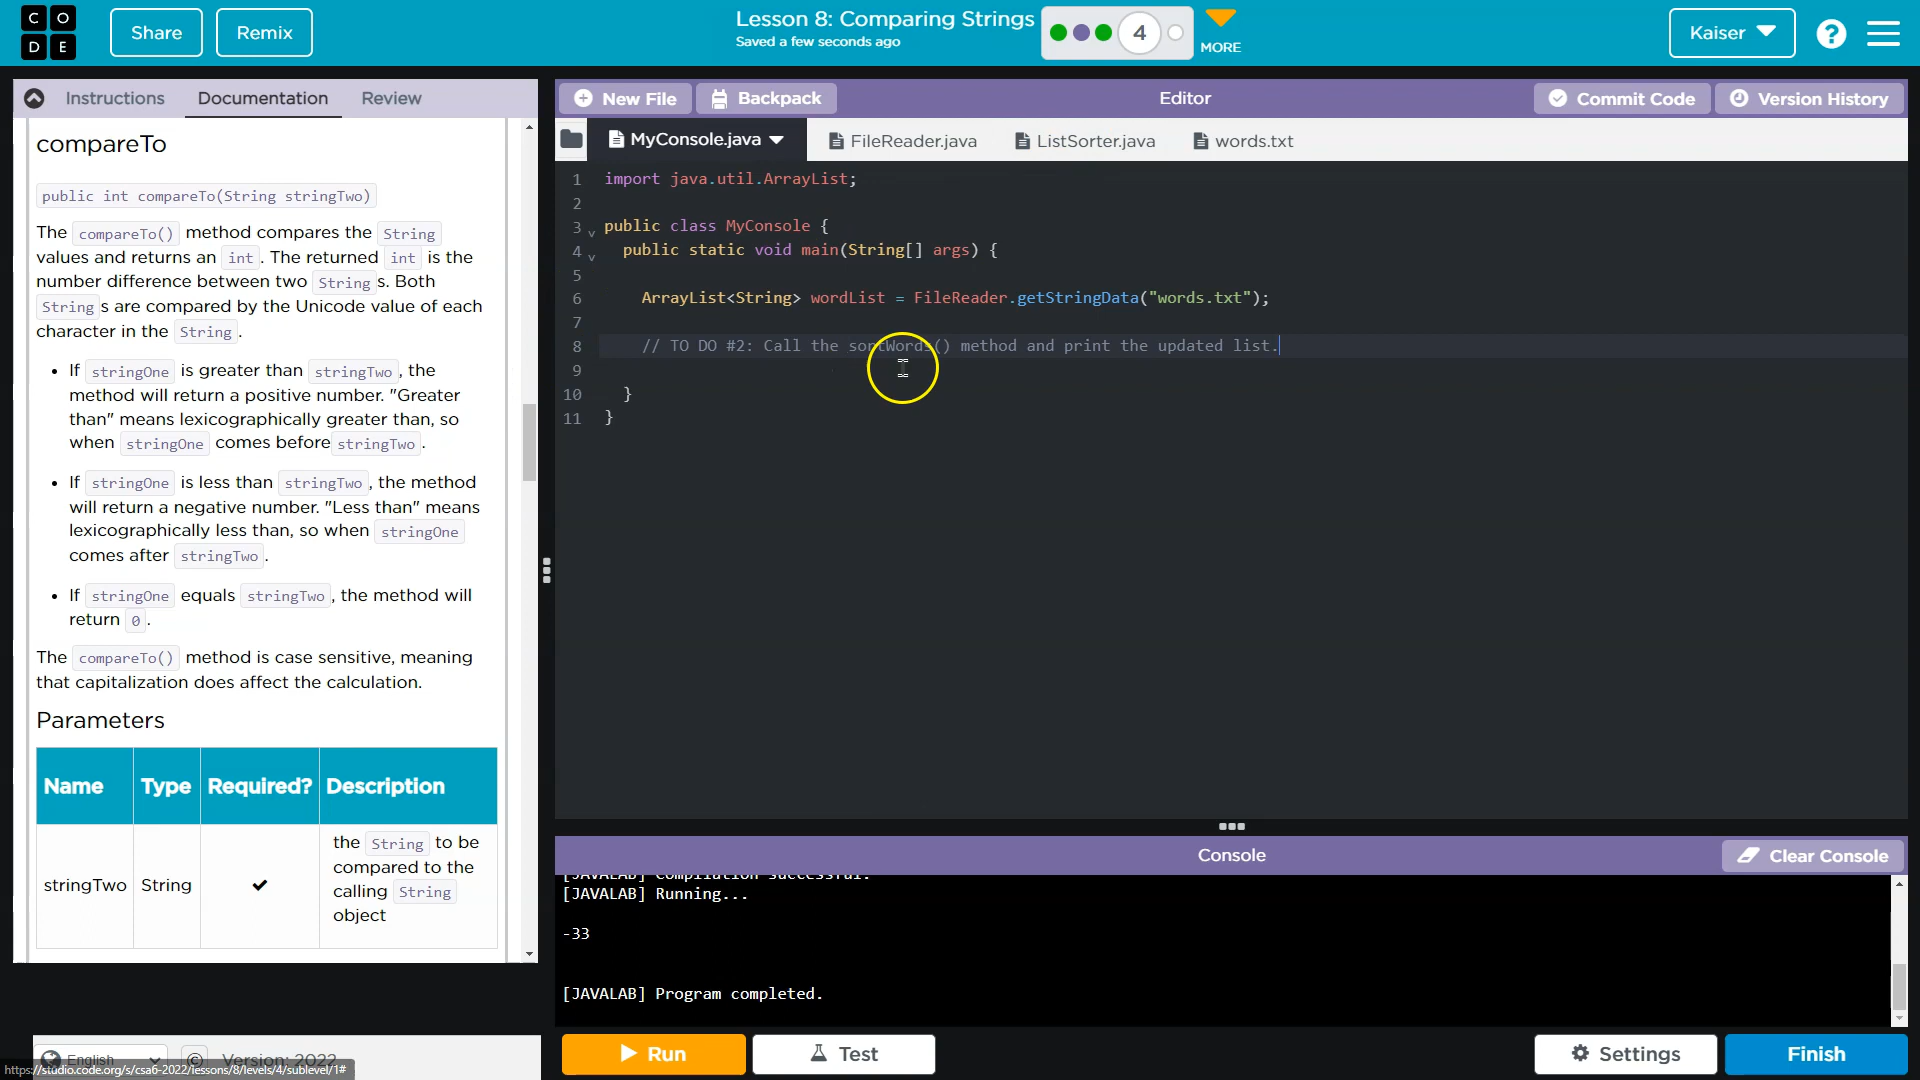 C O D E
Share
Remix
Lesson 8: Comparing Strings
Saved a few seconds ago
4
MORE
Kaiser
?
Instructions
Documentation
Review
New File
Backpack
Editor
Commit Code
Version History
MyConsole.java
FileReader.java
ListSorter.java
words.txt
compareTo
public int compareTo(String stringTwo)
The compareTo() method compares the String
values and returns an int. The returned int is the
number difference between two Strings. Both
Strings are compared by the Unicode value of each
character in the String.
• If stringOne is greater than stringTwo, the
method will return a positive number. "Greater
than" means lexicographically greater than, so
when stringOne comes before stringTwo.
• If stringOne is less than stringTwo, the method
will return a negative number. "Less than" means
lexicographically less than, so when stringOne
comes after stringTwo.
• If stringOne equals stringTwo, the method will
return 0.
The compareTo() method is case sensitive, meaning
that capitalization does affect the calculation.
Parameters
Name Type Required? Description
stringTwo String ✔ the String to be
compared to the
calling String
object
English
© Version: 2022
https://studio.code.org/s/csa6-2022/lessons/8/levels/4/sublevel/1#
1 import java.util.ArrayList;
2
3 public class MyConsole {
4 public static void main(String[] args) {
5
6 ArrayList<String> wordList = FileReader.getStringData("words.txt");
7
8 // TO DO #2: Call the sortWords() method and print the updated list.
9
10 }
11 }
Console
Clear Console
[JAVALAB] Compilation successful.
[JAVALAB] Running...
-33
[JAVALAB] Program completed.
Run
Test
Settings
Finish